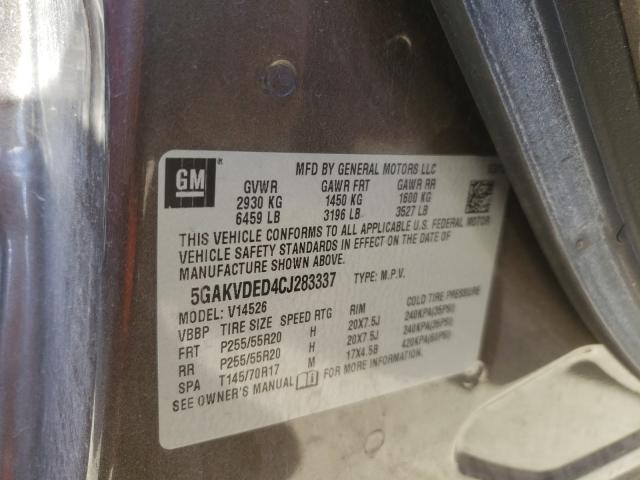 GM
MFD BY GENERAL MOTORS LLC
GVWR GAWR FRT GAWR RR
2930 KG 1450 KG 1600 KG
6459 LB 3196 LB 3527 LB
THIS VEHICLE CONFORMS TO ALL APPLICABLE U.S. FEDERAL MOTOR
VEHICLE SAFETY STANDARDS IN EFFECT ON THE DATE OF
MANUFACTURE SHOWN ABOVE.
5GAKVDED4CJ283337 TYPE: M.P.V.
MODEL: V14526
VBBP TIRE SIZE SPEED RTG RIM COLD TIRE PRESSURE
FRT P255/55R20 H 20X7.5J 240KPA(35PSI)
RR P255/55R20 H 20X7.5J 240KPA(35PSI)
SPA T145/70R17 M 17X4.5B 420KPA(60PSI)
SEE OWNER'S MANUAL FOR MORE INFORMATION.